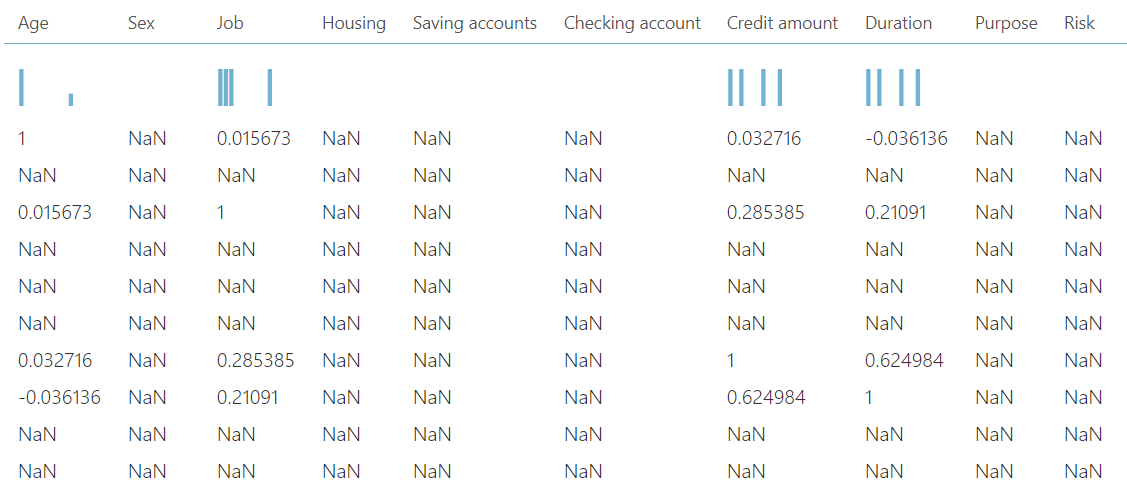 Age Sex Job Housing Saving accounts Checking account Credit amount Duration Purpose Risk
1 NaN 0.015673 NaN NaN NaN 0.032716 -0.036136 NaN NaN
NaN NaN NaN NaN NaN NaN NaN NaN NaN NaN
0.015673 NaN 1 NaN NaN NaN 0.285385 0.21091 NaN NaN
NaN NaN NaN NaN NaN NaN NaN NaN NaN NaN
NaN NaN NaN NaN NaN NaN NaN NaN NaN NaN
NaN NaN NaN NaN NaN NaN NaN NaN NaN NaN
0.032716 NaN 0.285385 NaN NaN NaN 1 0.624984 NaN NaN
-0.036136 NaN 0.21091 NaN NaN NaN 0.624984 1 NaN NaN
NaN NaN NaN NaN NaN NaN NaN NaN NaN NaN
NaN NaN NaN NaN NaN NaN NaN NaN NaN NaN